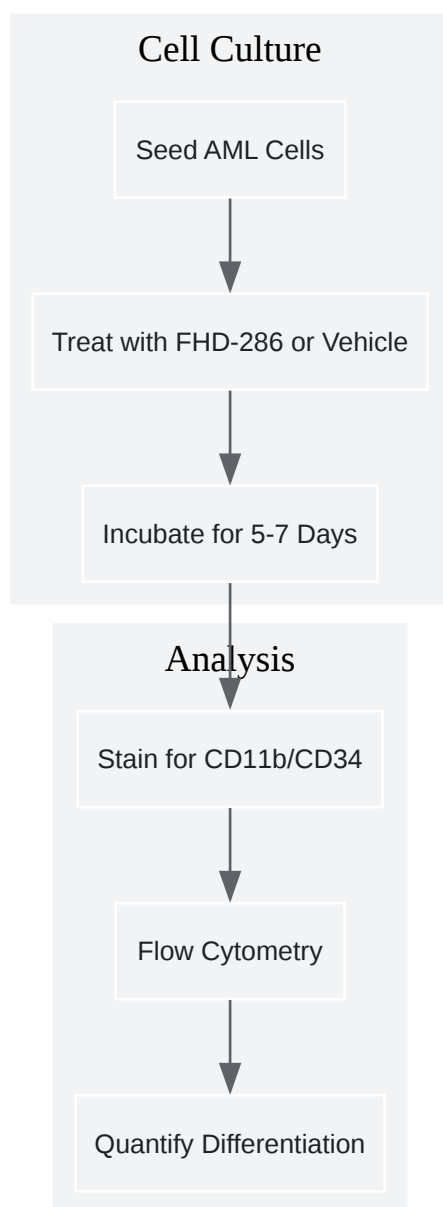 Cell Culture
Seed AML Cells
Treat with FHD-286 or Vehicle
Incubate for 5-7 Days
Analysis
Stain for CD11b/CD34
Flow Cytometry
Quantify Differentiation